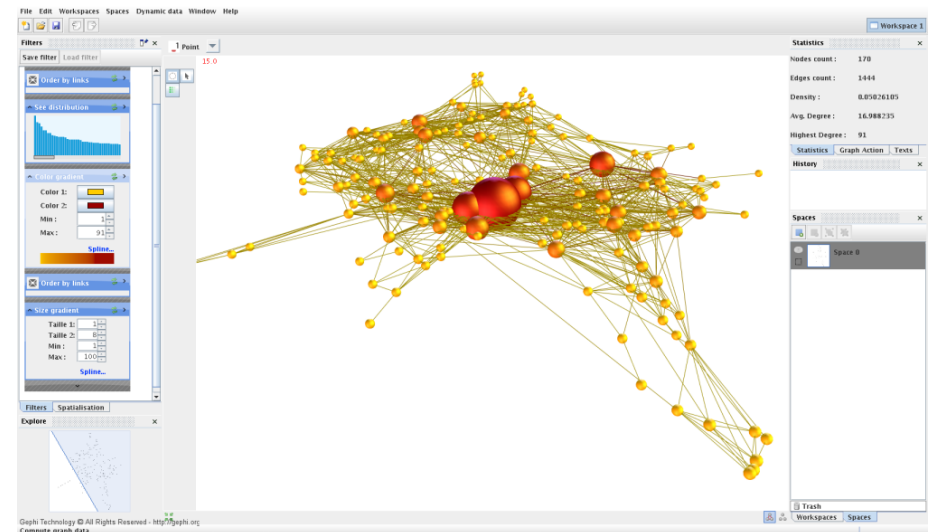 File Edit Workspaces Spaces Dynamic data Window Help
Workspace 1
Filters
Save filter Load filter
Order by links
See distribution
Color gradient
Color 1:
Color 2:
Min : 1
Max : 91
Spline...
Order by links
Size gradient
Taille 1: 1
Taille 2: 8
Min : 1
Max : 100
Spline...
Filters Spatialisation
Explore
1 Point
15.0
Statistics
Nodes count : 170
Edges count : 1444
Density : 0.05026105
Avg. Degree : 16.988235
Highest Degree : 91
Statistics Graph Action Texts
History
Spaces
Space 0
Trash
Workspaces Spaces
Gephi Technology © All Rights Reserved - http://gephi.org
Compute graph data